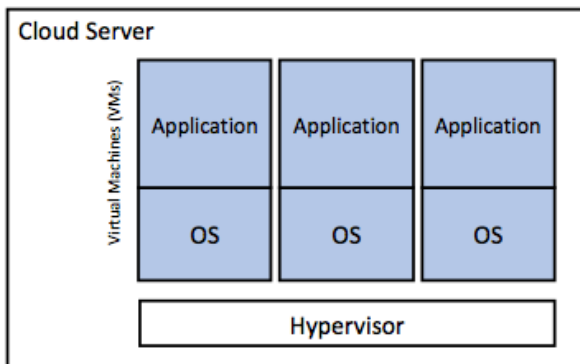 Cloud Server
Virtual Machines (VMs)
Application
Application
Application
OS
OS
OS
Hypervisor